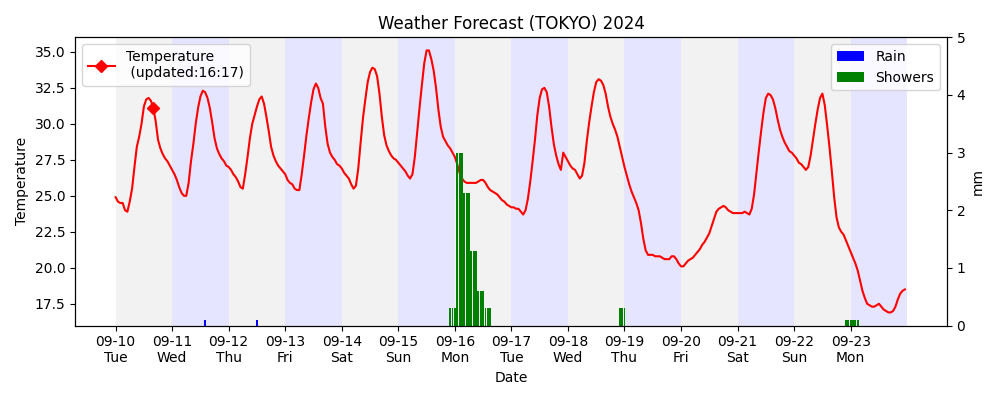 Weather Forecast (TOKYO) 2024
Temperature
(updated:16:17)
Rain
Showers
Temperature
35.0
32.5
30.0
27.5
25.0
22.5
20.0
17.5
5
4
3
2
1
0
mm
09-10 09-11 09-12 09-13 09-14 09-15 09-16 09-17 09-18 09-19 09-20 09-21 09-22 09-23
Tue Wed Thu Fri Sat Sun Mon Tue Wed Thu Fri Sat Sun Mon
Date